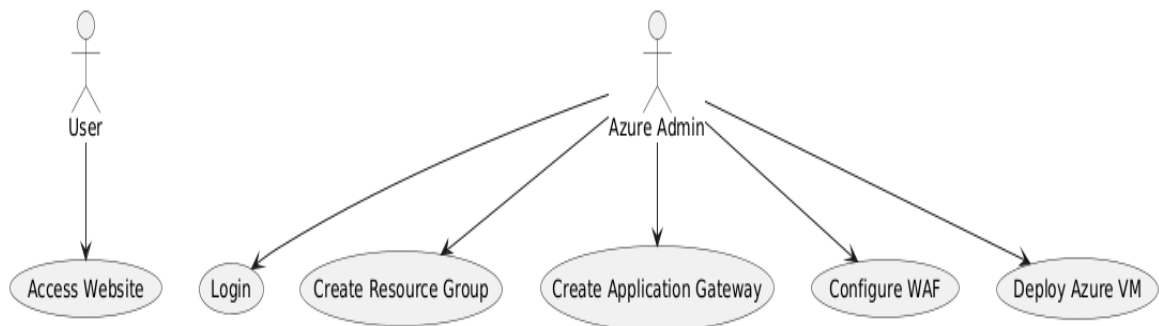 User
Azure Admin
Access Website
Login
Create Resource Group
Create Application Gateway
Configure WAF
Deploy Azure VM